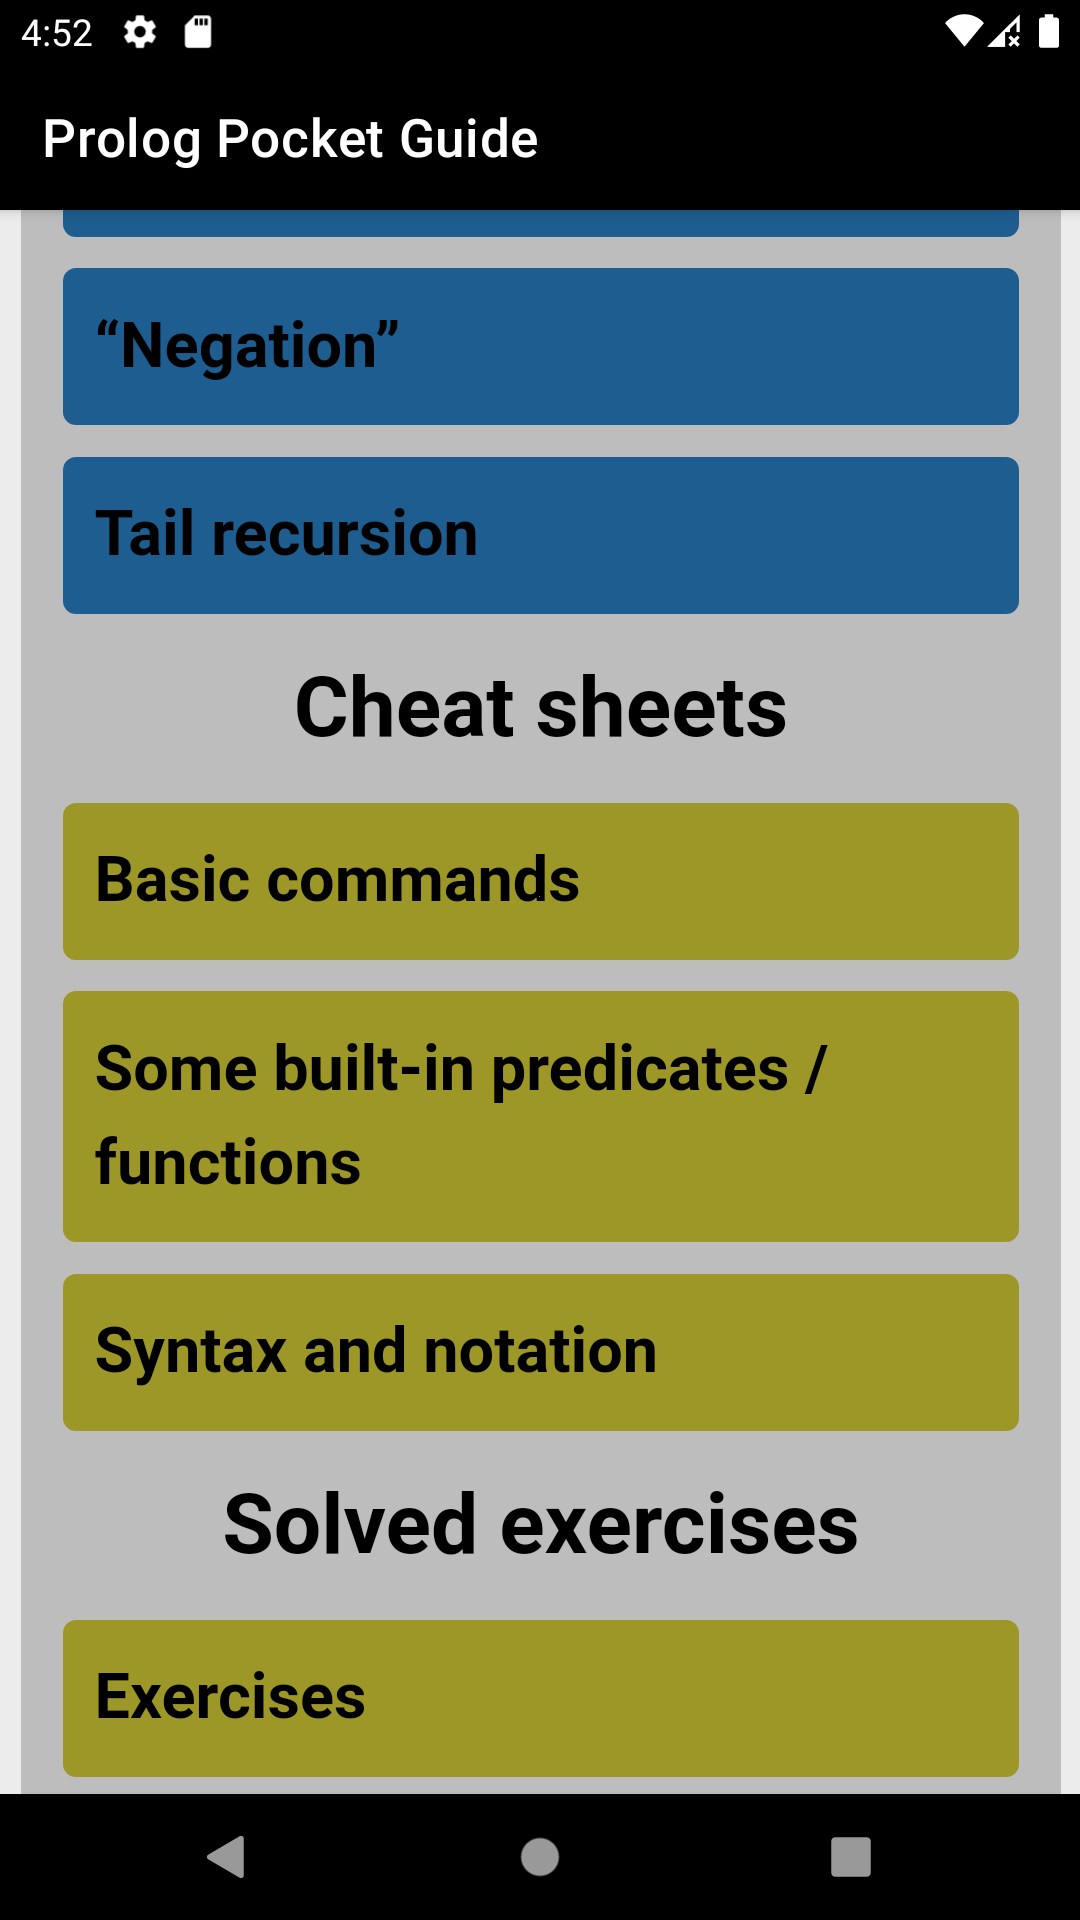 4:52
Prolog Pocket Guide
“Negation”
Tail recursion
Cheat sheets
Basic commands
Some built-in predicates /
functions
Syntax and notation
Solved exercises
Exercises